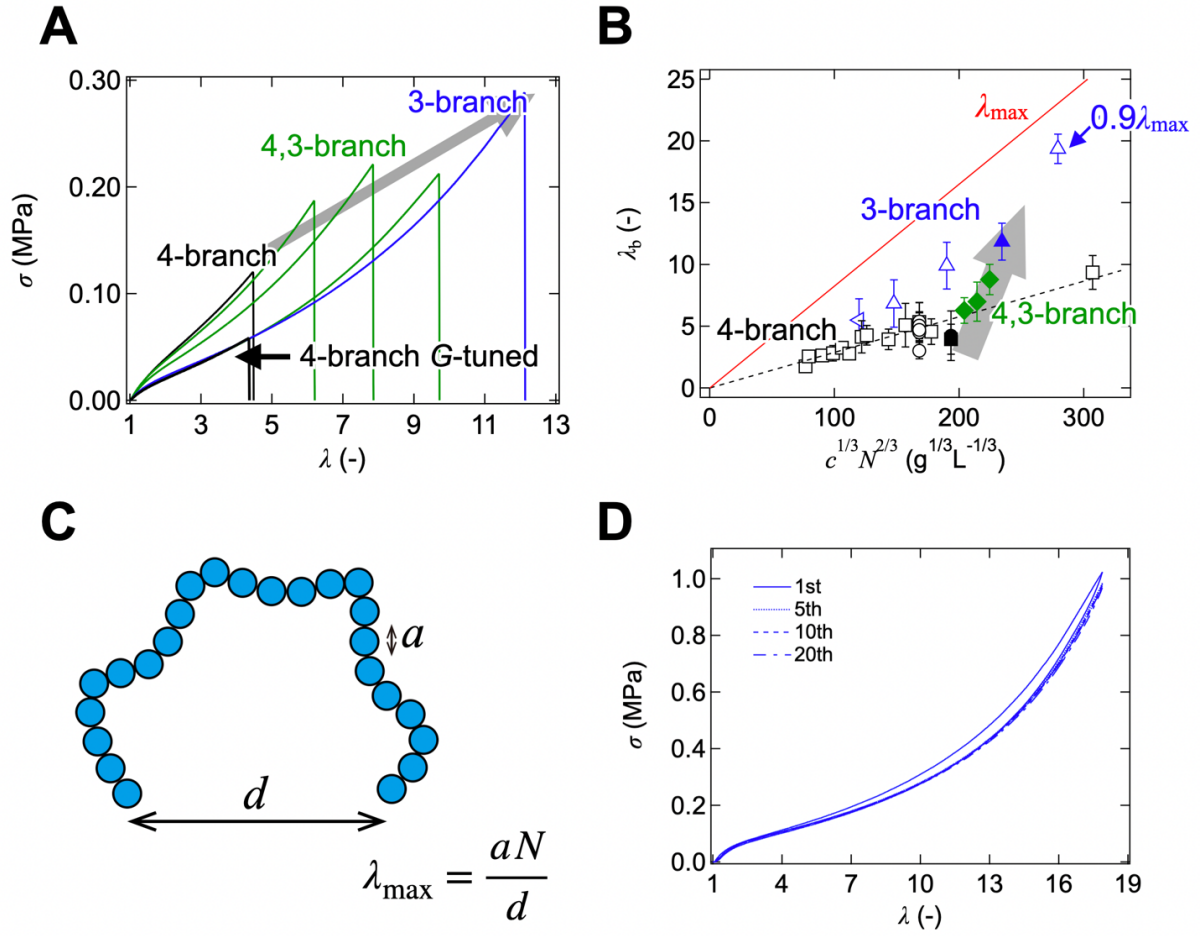 A
0.30
0.20
0.10
0.00
σ (MPa)
1
3
5
7
9
11
13
λ (-)
3-branch
4,3-branch
4-branch
4-branch G-tuned
B
25
20
15
10
5
0
λb (-)
0
100
200
300
c1/3N2/3 (g1/3L-1/3)
λmax
0.9λmax
3-branch
4-branch
4,3-branch
C
a
d
λmax = aN/d
D
1.0
0.8
0.6
0.4
0.2
0.0
σ (MPa)
1st
5th
10th
20th
1
4
7
10
13
16
19
λ (-)